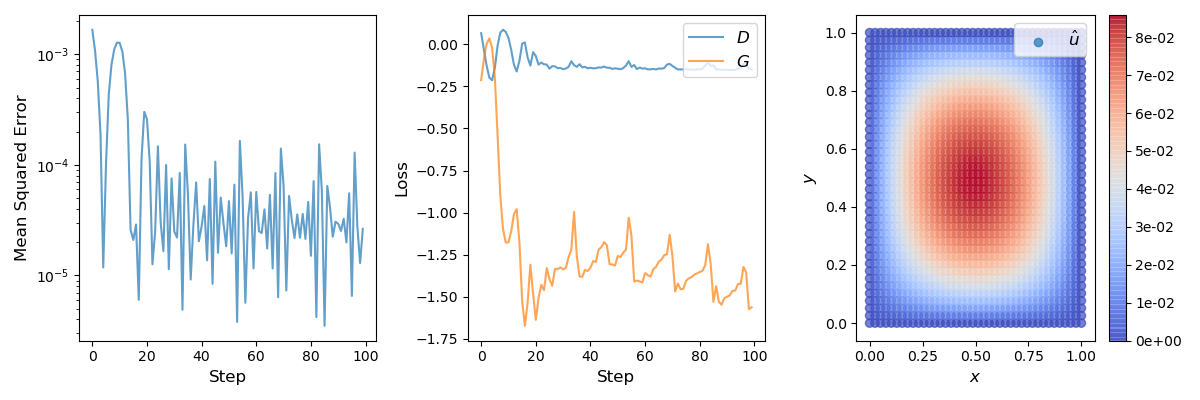 Mean Squared Error
10⁻³
10⁻⁴
10⁻⁵
0 20 40 60 80 100
Step
Loss
0.00
−0.25
−0.50
−0.75
−1.00
−1.25
−1.50
−1.75
D
G
0 20 40 60 80 100
Step
y
1.0
0.8
0.6
0.4
0.2
0.0
û
0.00 0.25 0.50 0.75 1.00
x
8e-02
7e-02
6e-02
5e-02
4e-02
3e-02
2e-02
1e-02
0e+00